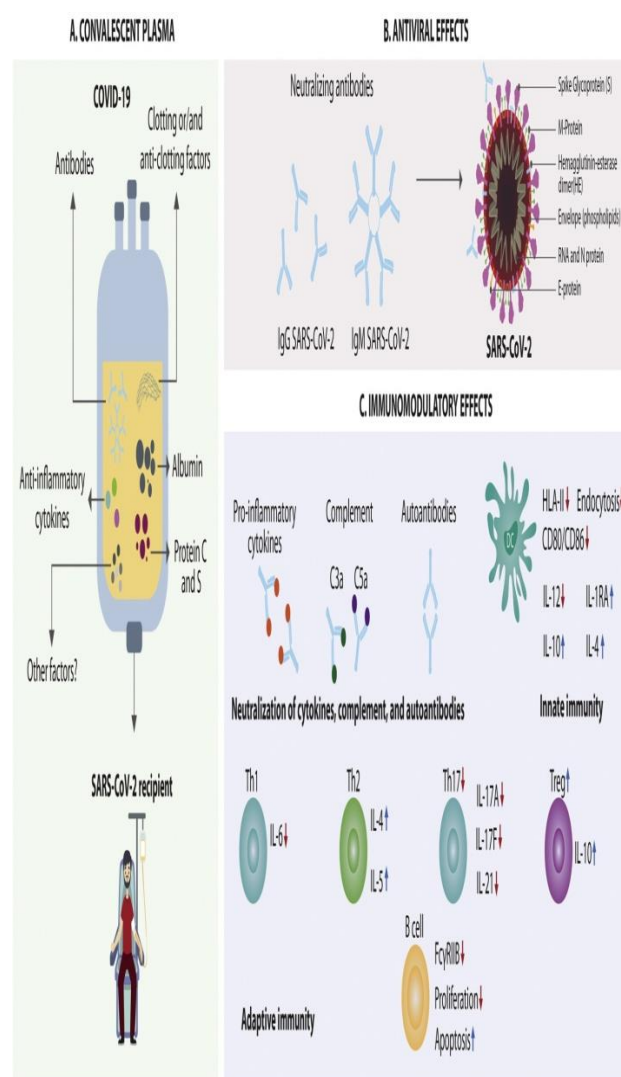 A. CONVALESCENT PLASMA
COVID-19
Antibodies
Clotting or/and
anti-clotting factors
Anti-inflammatory
cytokines
Albumin
Protein C
and S
Other factors?
SARS-CoV-2 recipient
B. ANTIVIRAL EFFECTS
Neutralizing antibodies
IgG SARS-CoV-2
IgM SARS-CoV-2
SARS-CoV-2
Spike Glycoprotein (S)
M-Protein
Hemagglutinin-esterase
dimer(HE)
Envelope (phospholipids)
RNA and N protein
E-protein
C. IMMUNOMODULATORY EFFECTS
Pro-inflammatory
cytokines
Complement
C3a
C5a
Autoantibodies
Neutralization of cytokines, complement, and autoantibodies
DC
HLA-II↓ Endocytosis↓
CD80/CD86↓
IL-12↓ IL-1RA↑
IL-10↑ IL-4↑
Innate immunity
Th1
IL-6↓
Th2
IL-4↑
IL-5↑
Th17↓
IL-17A↓
IL-17F↓
IL-21↓
Treg↑
IL-10↑
B cell
FcγRIIB↓
Proliferation↓
Apoptosis↑
Adaptive immunity